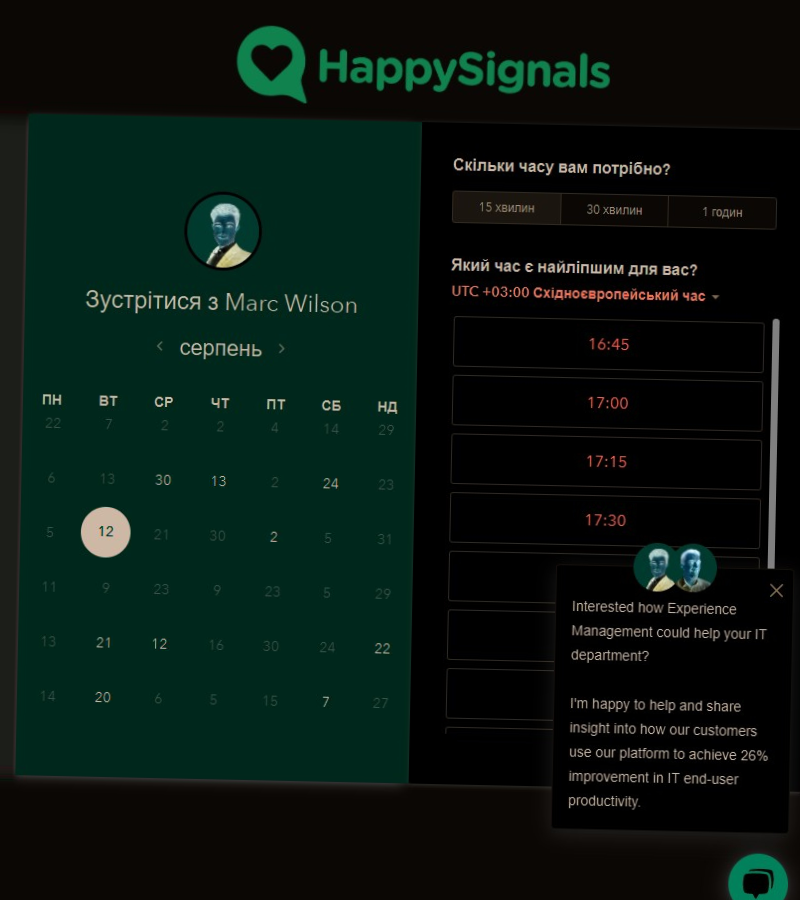 HappySignals
Зустрітися з Marc Wilson
серпень
ПН ВТ СР ЧТ ПТ СБ НД
22 7 2 2 4 14 29
6 13 30 13 2 24 23
5 12 21 30 2 5 31
11 9 23 9 23 5 29
13 21 12 16 30 24 22
14 20 6 5 15 7 27
Скільки часу вам потрібно?
15 хвилин 30 хвилин 1 годин
Який час є найліпшим для вас?
UTC +03:00 Східноєвропейський час
16:45
17:00
17:15
17:30
Interested how Experience
Management could help your IT
department?
I'm happy to help and share
insight into how our customers
use our platform to achieve 26%
improvement in IT end-user
productivity.